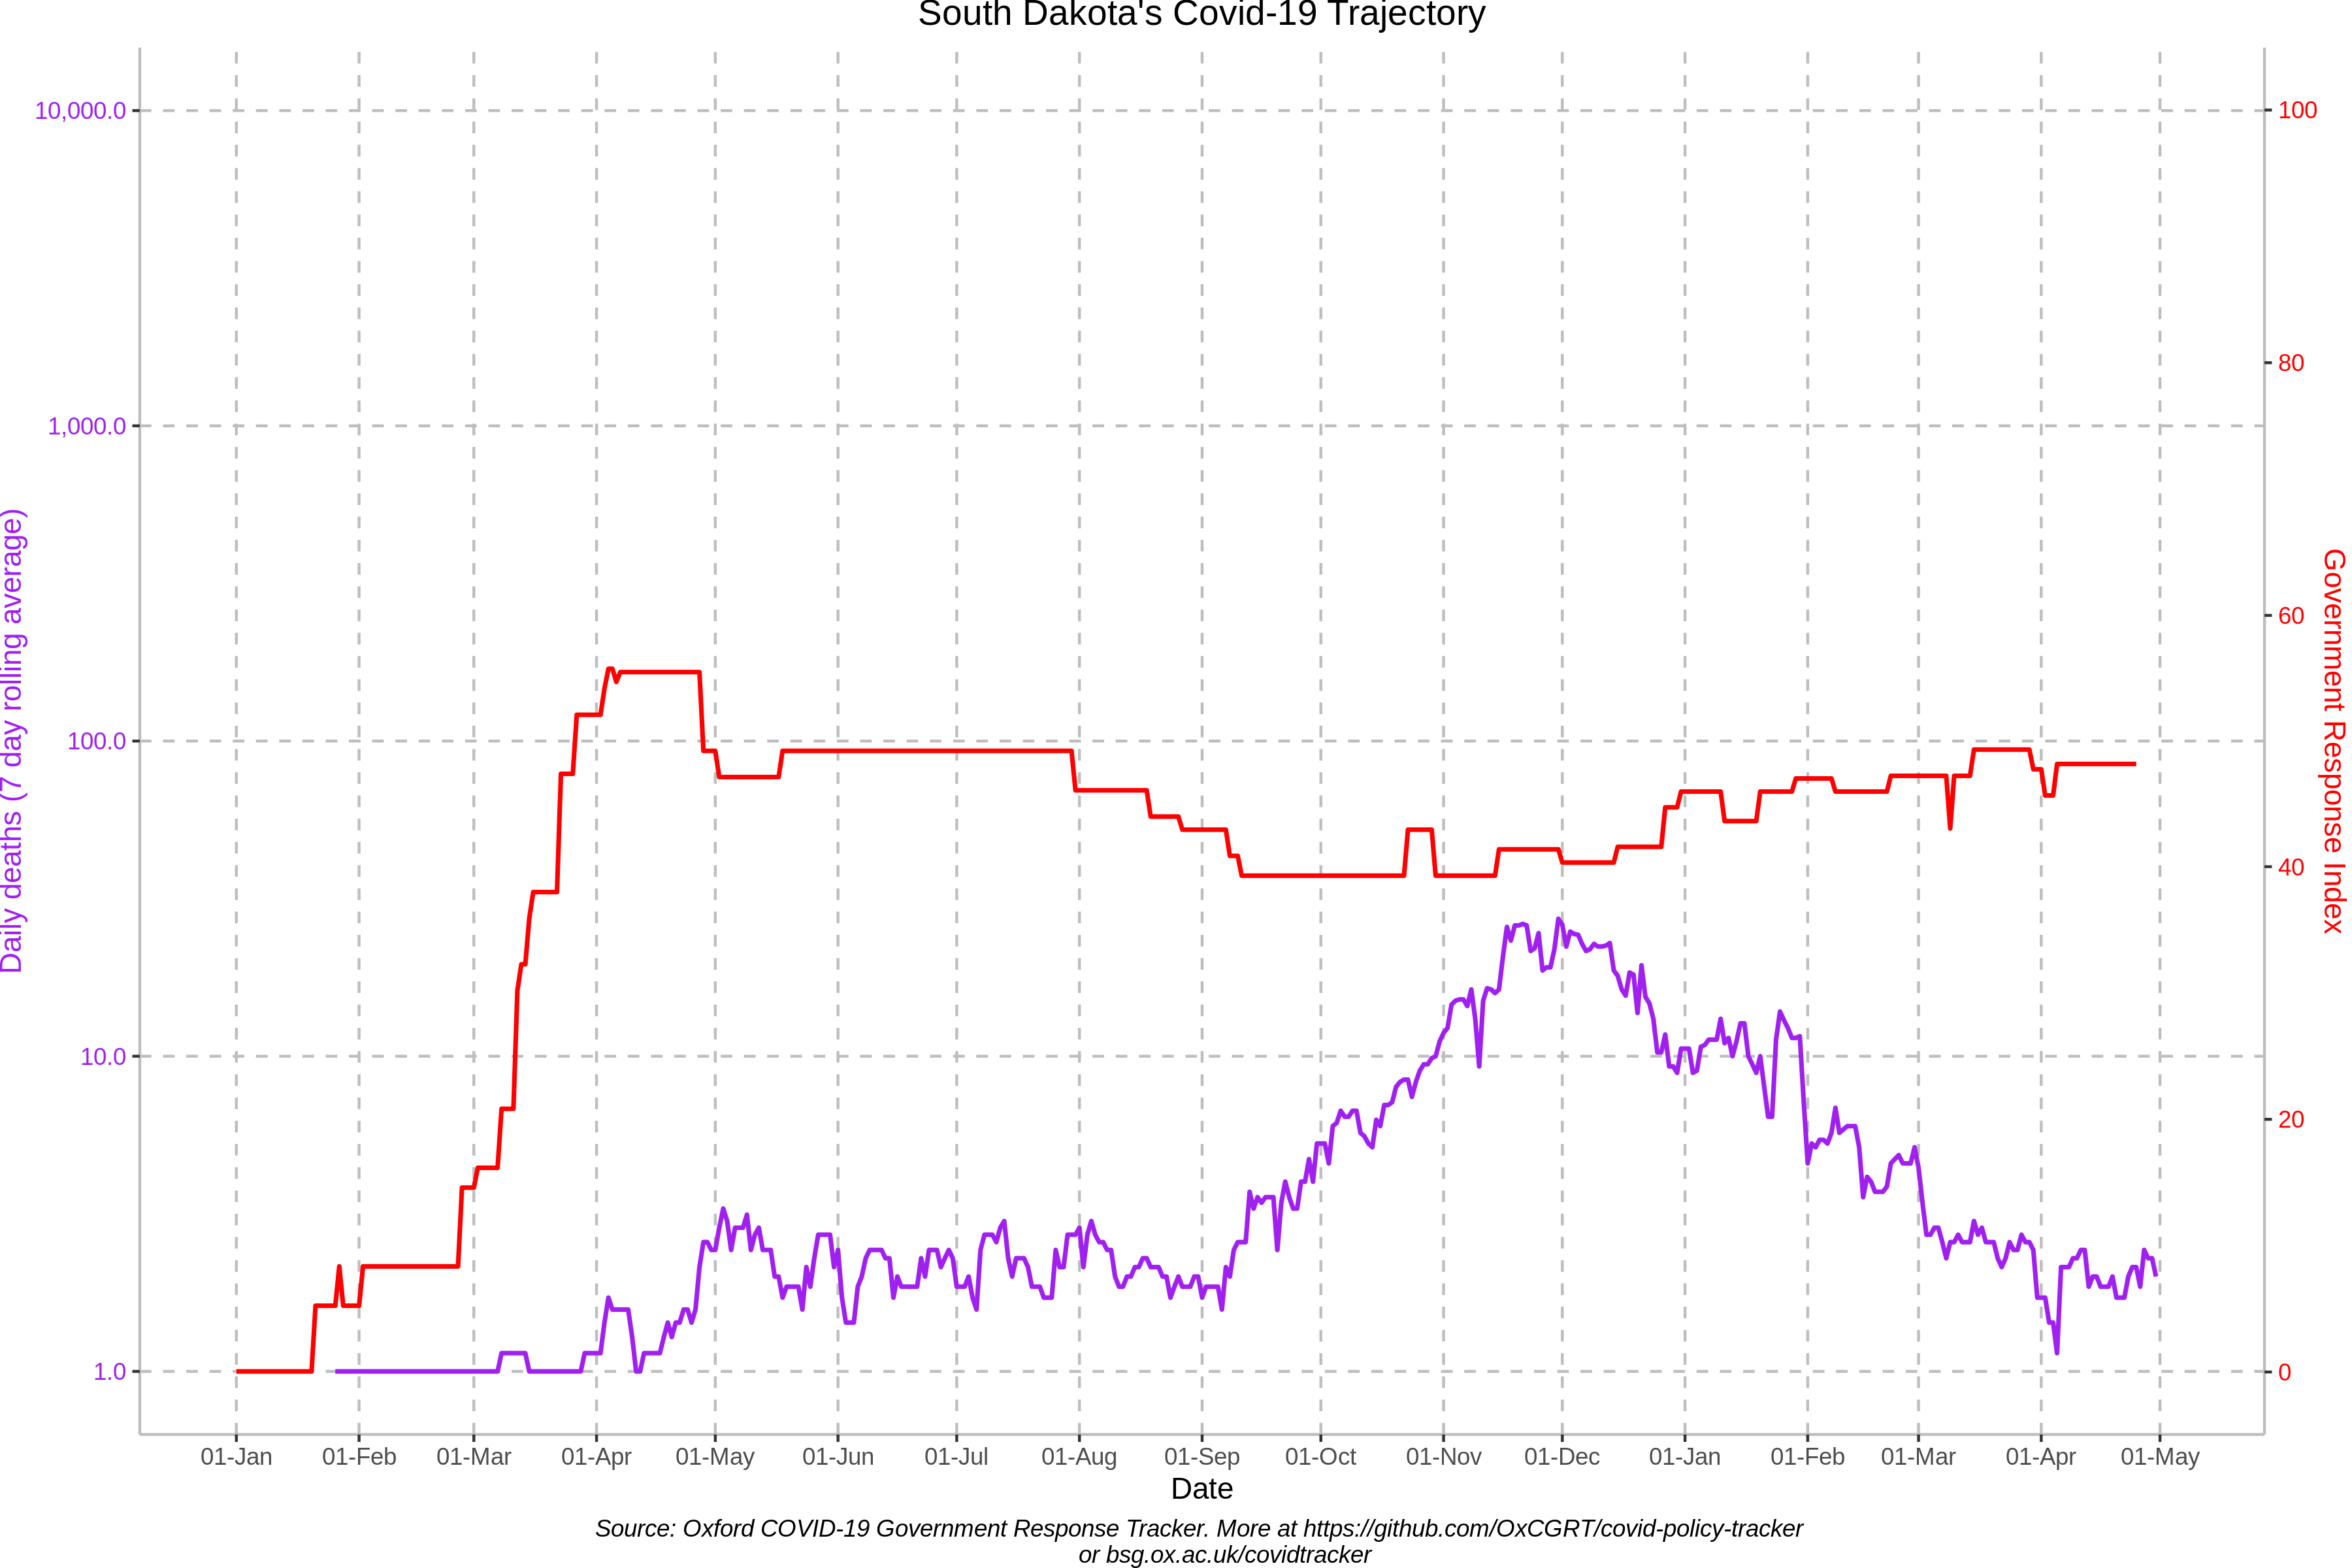 South Dakota's Covid-19 Trajectory
10,000.0
1,000.0
100.0
10.0
1.0
Daily deaths (7 day rolling average)
100
80
60
40
20
0
Government Response Index
01-Jan 01-Feb 01-Mar 01-Apr 01-May 01-Jun 01-Jul 01-Aug 01-Sep 01-Oct 01-Nov 01-Dec 01-Jan 01-Feb 01-Mar 01-Apr 01-May
Date
Source: Oxford COVID-19 Government Response Tracker. More at https://github.com/OxCGRT/covid-policy-tracker
or bsg.ox.ac.uk/covidtracker